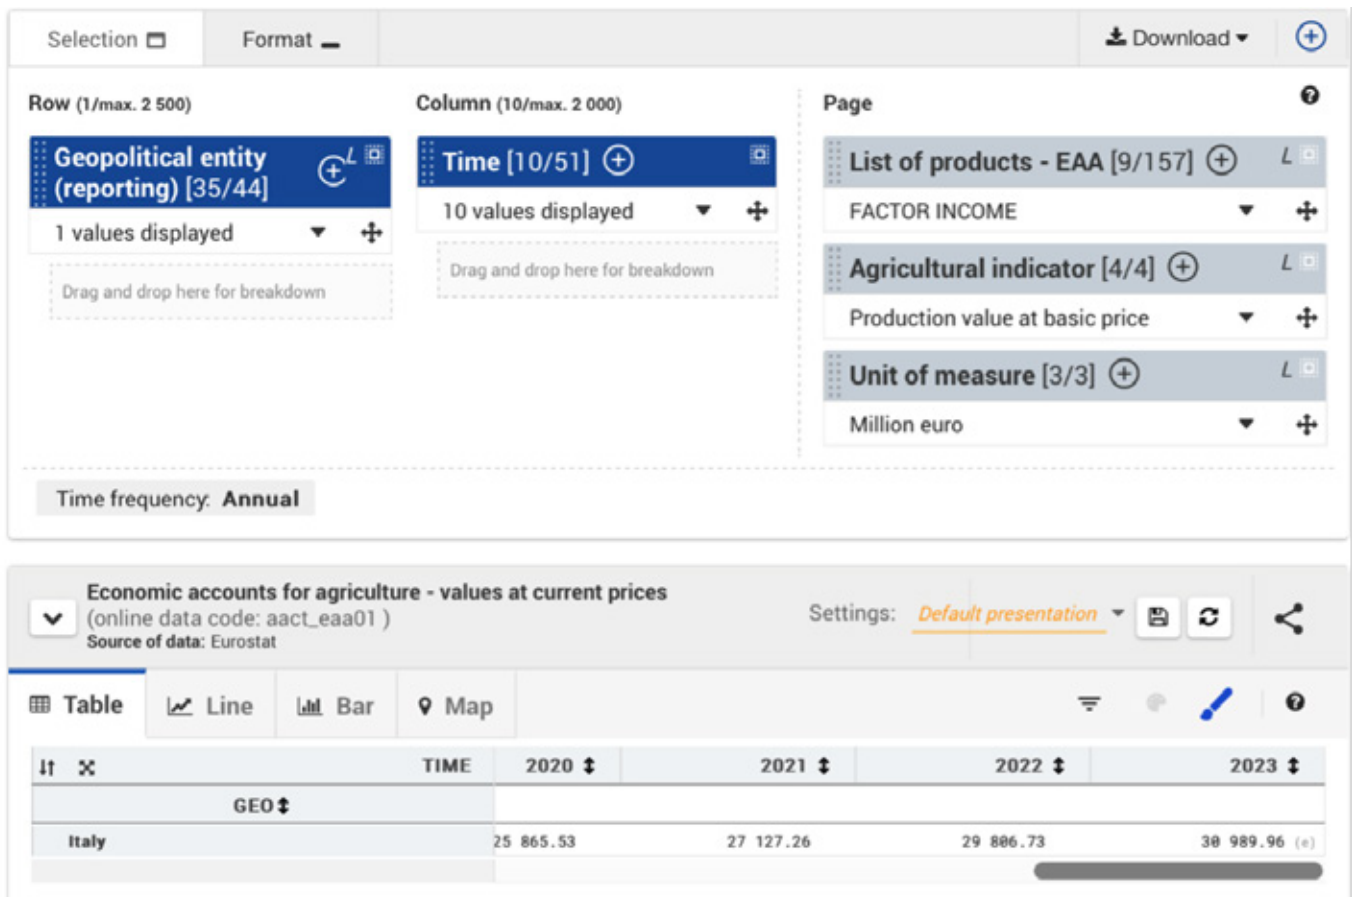 Selection
Format
Download
Row (1/max. 2 500)
Column (10/max. 2 000)
Page
Geopolitical entity
(reporting) [35/44]
L
1 values displayed
Drag and drop here for breakdown
Time [10/51]
10 values displayed
Drag and drop here for breakdown
List of products - EAA [9/157]
L
FACTOR INCOME
Agricultural indicator [4/4]
L
Production value at basic price
Unit of measure [3/3]
L
Million euro
Time frequency: Annual
Economic accounts for agriculture - values at current prices
(online data code: aact_eaa01 )
Source of data: Eurostat
Settings: Default presentation
Table Line Bar Map
TIME 2020 2021 2022 2023
GEO
Italy 25 865.53 27 127.26 29 806.73 30 989.96 (e)